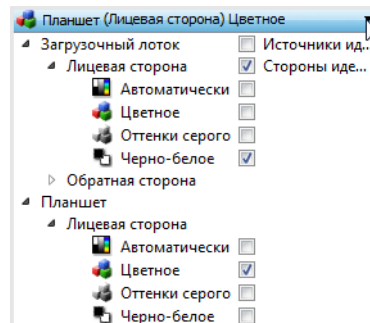 Планшет (Лицевая сторона) Цветное
Загрузочный лоток Источники ид...
Лицевая сторона Стороны иде...
Автоматически
Цветное
Оттенки серого
Черно-белое
Обратная сторона
Планшет
Лицевая сторона
Автоматически
Цветное
Оттенки серого
Черно-белое